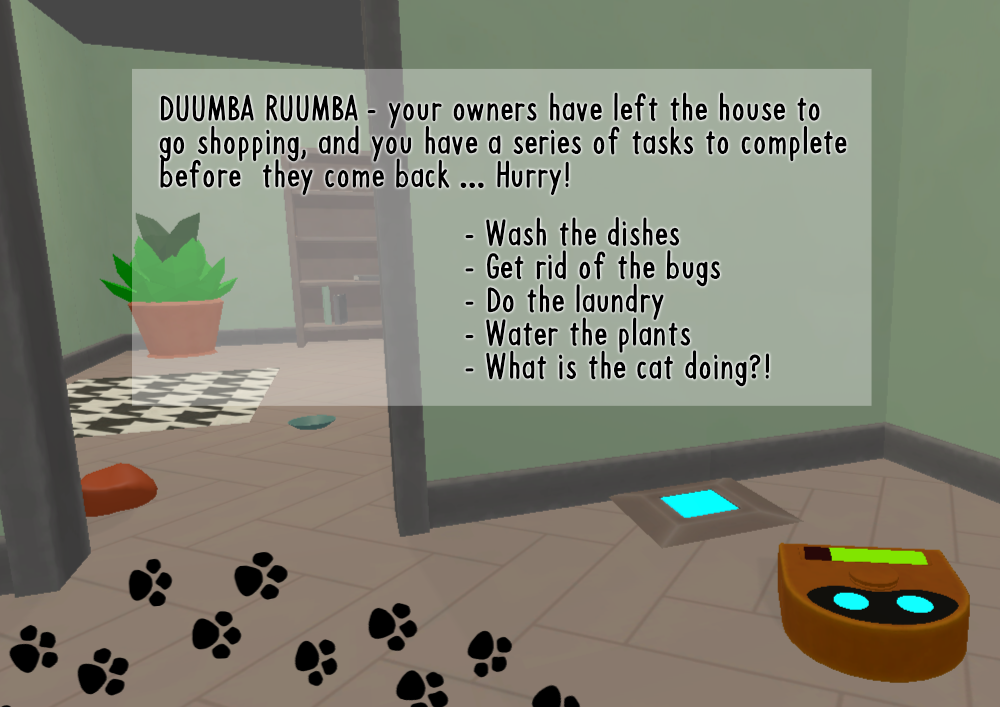 DUUMBA RUUMBA - your owners have left the house to
go shopping, and you have a series of tasks to complete
before they come back ... Hurry!
- Wash the dishes
- Get rid of the bugs
- Do the laundry
- Water the plants
- What is the cat doing?!